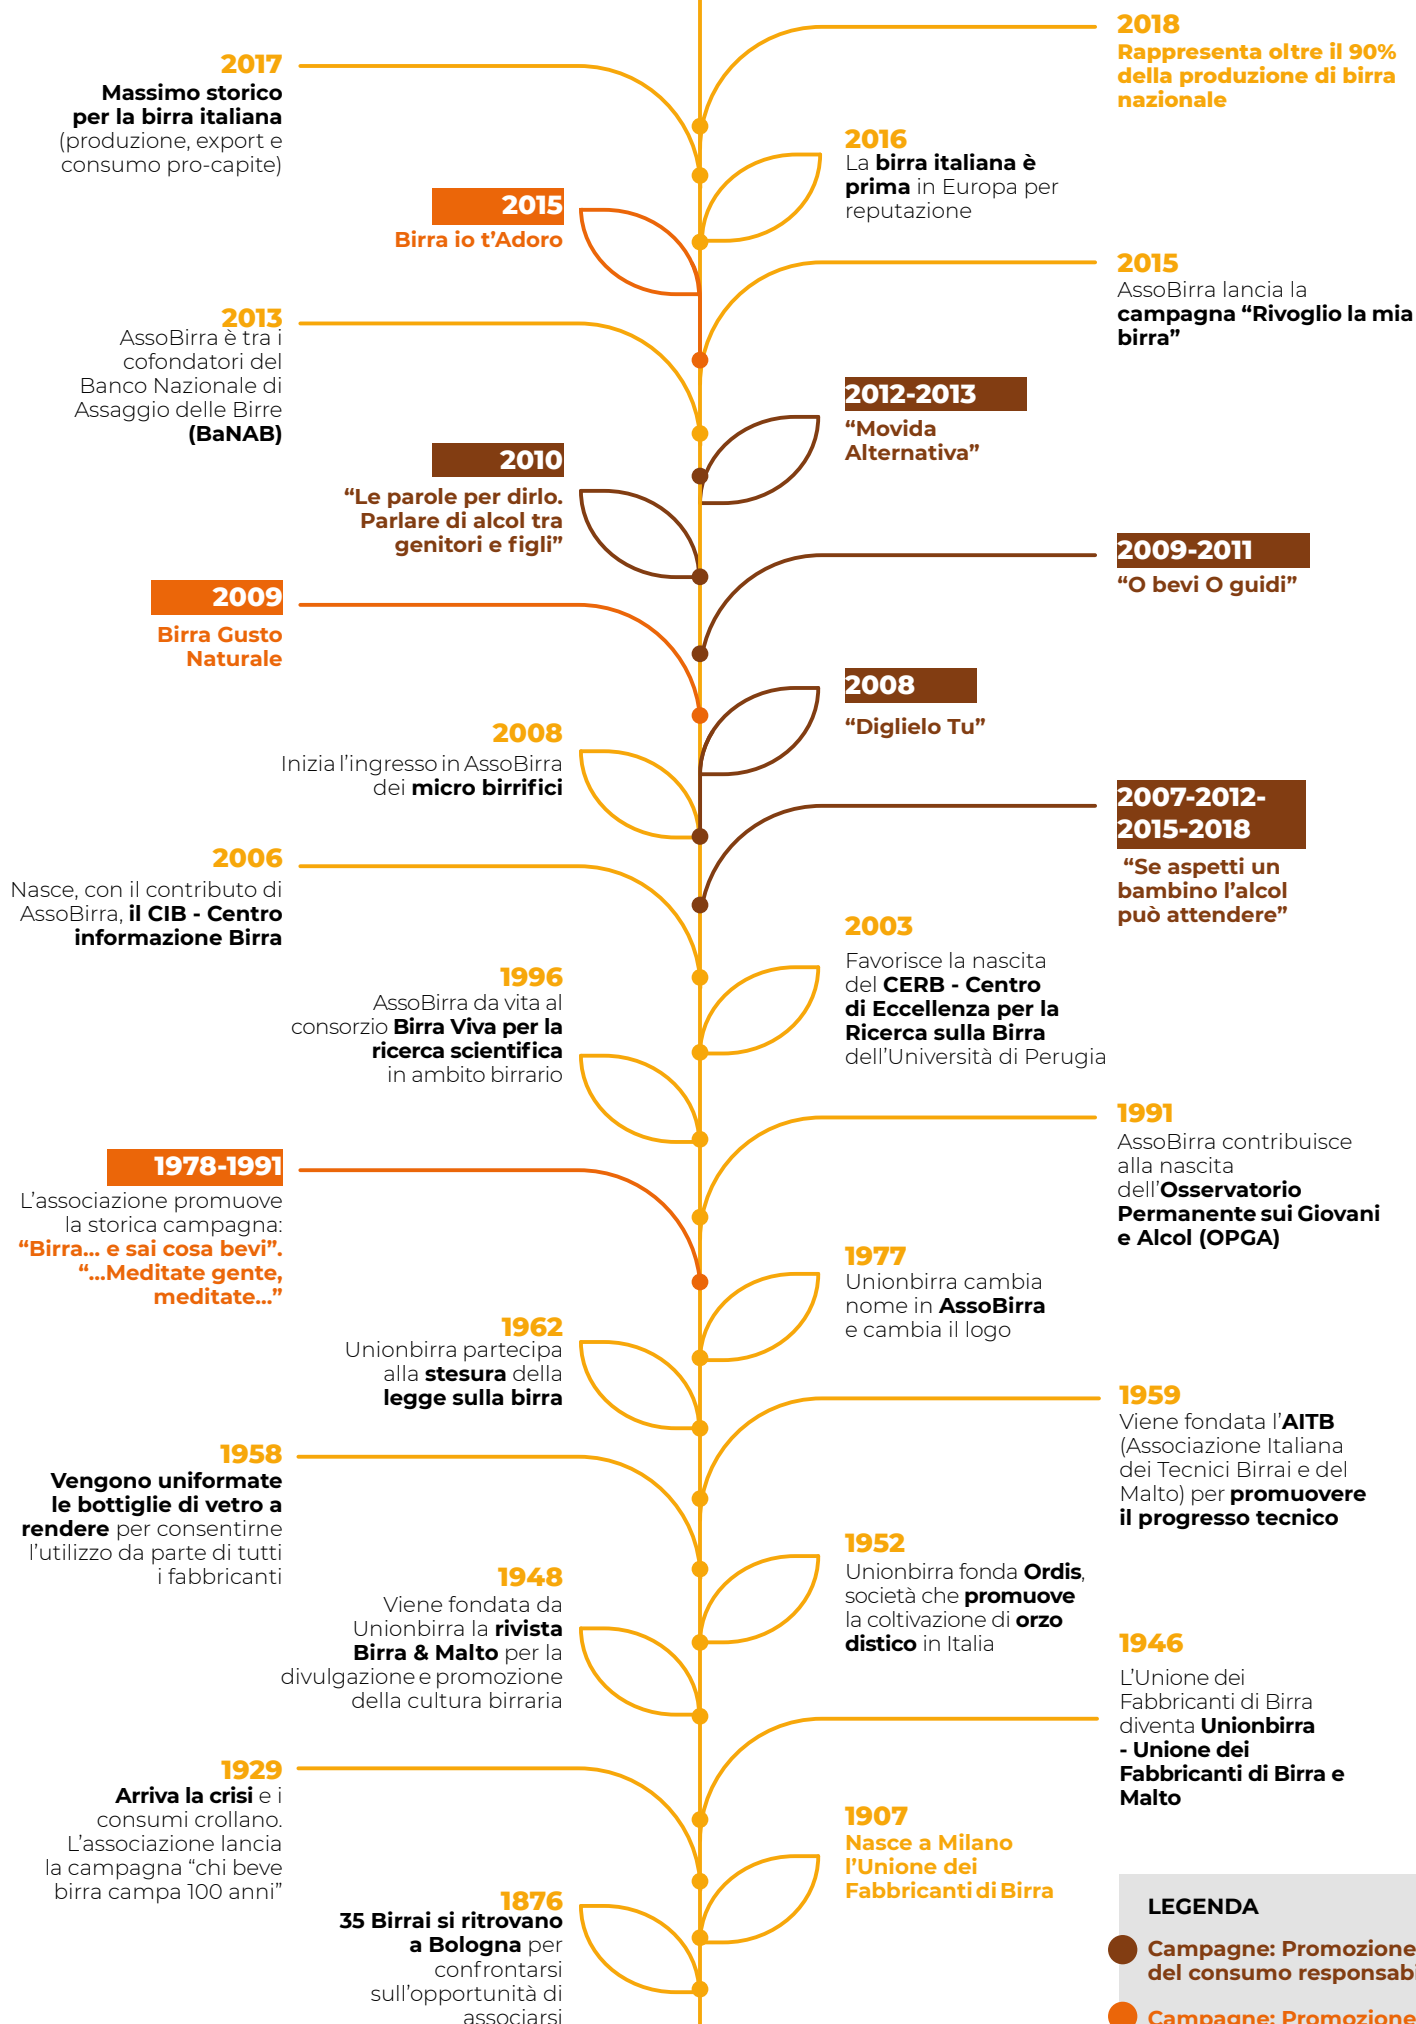 2018
Rappresenta oltre il 90%
della produzione di birra
nazionale
2017
Massimo storico
per la birra italiana
(produzione, export e
consumo pro-capite)
2016
La birra italiana è
prima in Europa per
reputazione
2015
Birra io t’Adoro
2015
AssoBirra lancia la
campagna “Rivoglio la mia
birra”
2013
AssoBirra è tra i
cofondatori del
Banco Nazionale di
Assaggio delle Birre
(BaNAB)
2012-2013
“Movida
Alternativa”
2010
“Le parole per dirlo.
Parlare di alcol tra
genitori e figli”
2009-2011
“O bevi O guidi”
2009
Birra Gusto
Naturale
2008
“Diglielo Tu”
2008
Inizia l’ingresso in AssoBirra
dei micro birrifici
2007-2012-
2015-2018
“Se aspetti un
bambino l’alcol
può attendere”
2006
Nasce, con il contributo di
AssoBirra, il CIB - Centro
informazione Birra
2003
Favorisce la nascita
del CERB - Centro
di Eccellenza per la
Ricerca sulla Birra
dell’Università di Perugia
1996
AssoBirra da vita al
consorzio Birra Viva per la
ricerca scientifica
in ambito birrario
1991
AssoBirra contribuisce
alla nascita
dell’Osservatorio
Permanente sui Giovani
e Alcol (OPGA)
1978-1991
L’associazione promuove
la storica campagna:
“Birra... e sai cosa bevi”.
“...Meditate gente,
meditate...”
1977
Unionbirra cambia
nome in AssoBirra
e cambia il logo
1962
Unionbirra partecipa
alla stesura della
legge sulla birra
1959
Viene fondata l’AITB
(Associazione Italiana
dei Tecnici Birrai e del
Malto) per promuovere
il progresso tecnico
1958
Vengono uniformate
le bottiglie di vetro a
rendere per consentirne
l’utilizzo da parte di tutti
i fabbricanti
1952
Unionbirra fonda Ordis,
società che promuove
la coltivazione di orzo
distico in Italia
1948
Viene fondata da
Unionbirra la rivista
Birra & Malto per la
divulgazione e promozione
della cultura birraria
1946
L’Unione dei
Fabbricanti di Birra
diventa Unionbirra
- Unione dei
Fabbricanti di Birra e
Malto
1929
Arriva la crisi e i
consumi crollano.
L’associazione lancia
la campagna “chi beve
birra campa 100 anni”
1907
Nasce a Milano
l’Unione dei
Fabbricanti di Birra
1876
35 Birrai si ritrovano
a Bologna per
confrontarsi
sull’opportunità di
associarsi
LEGENDA
Campagne: Promozione
del consumo responsabi
Campagne: Promozione